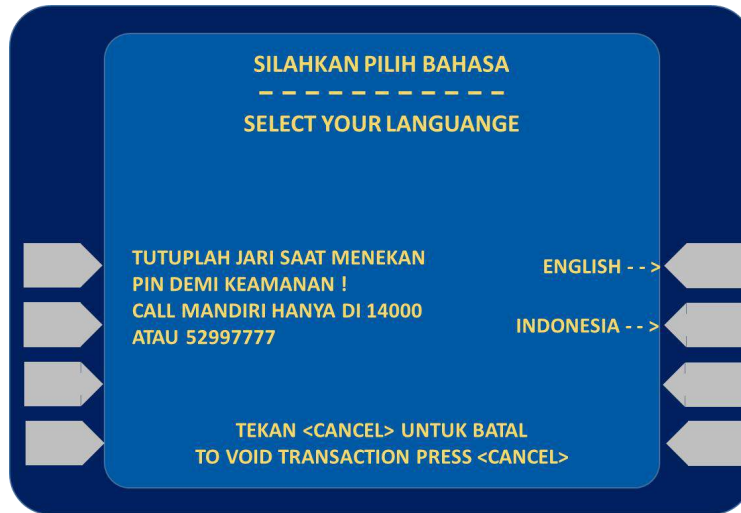 SILAHKAN PILIH BAHASA
- - - - - - - - - - -
SELECT YOUR LANGUANGE
TUTUPLAH JARI SAAT MENEKAN
PIN DEMI KEAMANAN !
CALL MANDIRI HANYA DI 14000
ATAU 52997777
ENGLISH - - >
INDONESIA - - >
TEKAN <CANCEL> UNTUK BATAL
TO VOID TRANSACTION PRESS <CANCEL>